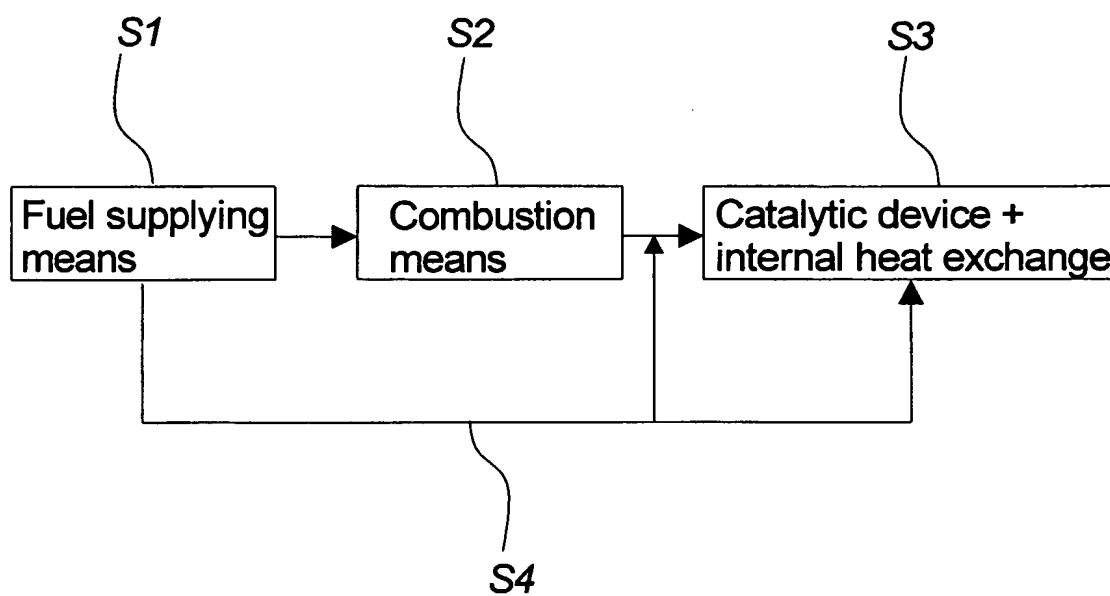 S1
S2
S3
Fuel supplying
means
Combustion
means
Catalytic device +
internal heat exchange
S4